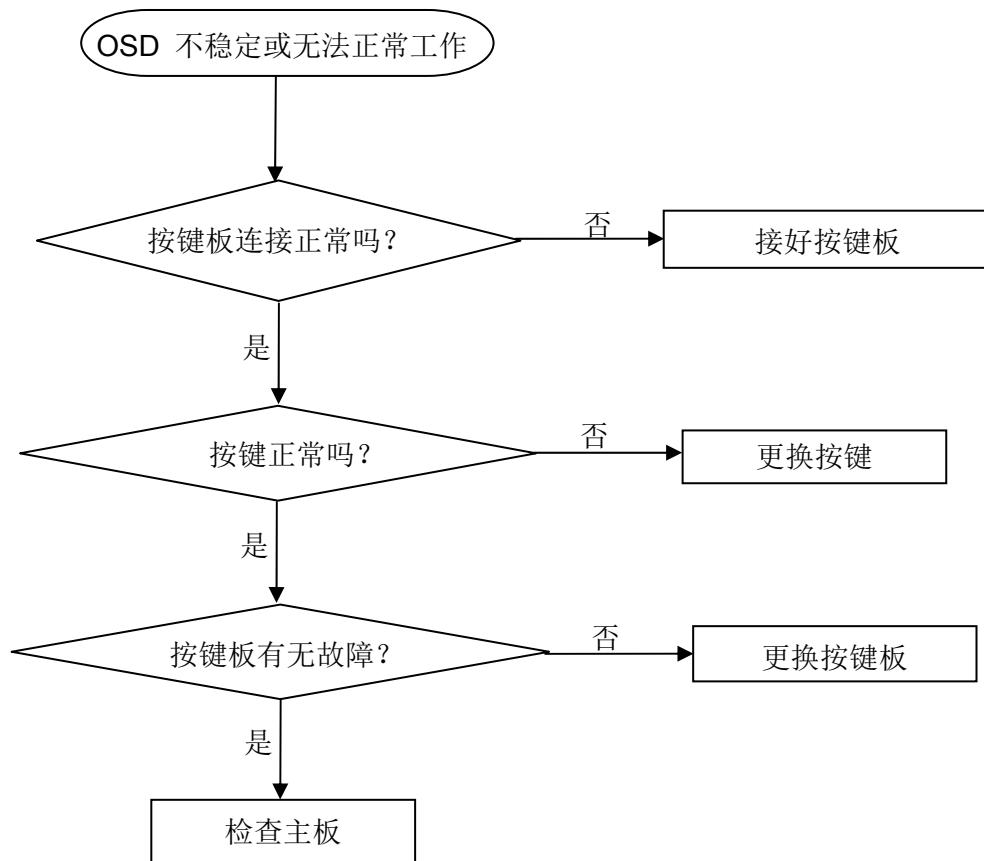 OSD 不稳定或无法正常工作
按键板连接正常吗？
否
接好按键板
是
按键正常吗？
否
更换按键
是
按键板有无故障？
否
更换按键板
是
检查主板